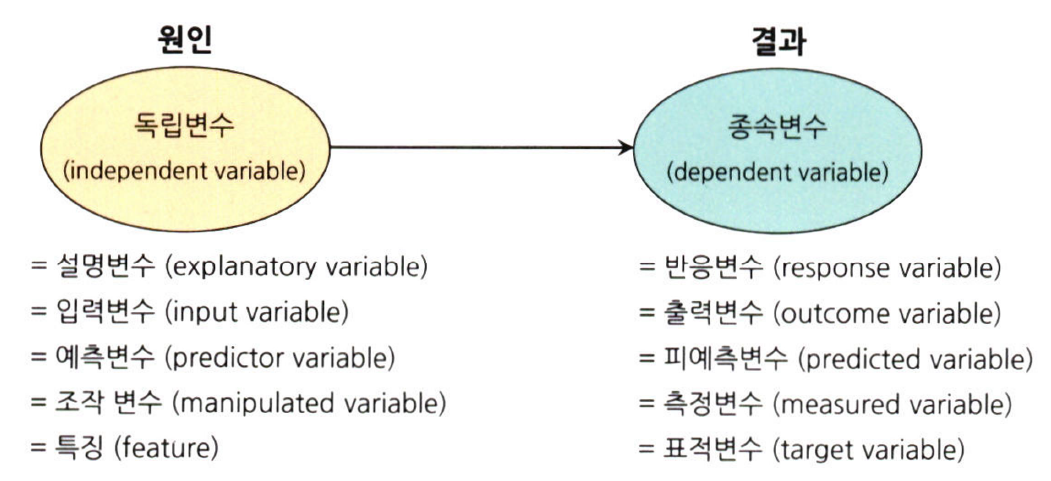 원인
독립변수
(independent variable)
= 설명변수 (explanatory variable)
= 입력변수 (input variable)
= 예측변수 (predictor variable)
= 조작 변수 (manipulated variable)
= 특징 (feature)
결과
종속변수
(dependent variable)
= 반응변수 (response variable)
= 출력변수 (outcome variable)
= 피예측변수 (predicted variable)
= 측정변수 (measured variable)
= 표적변수 (target variable)